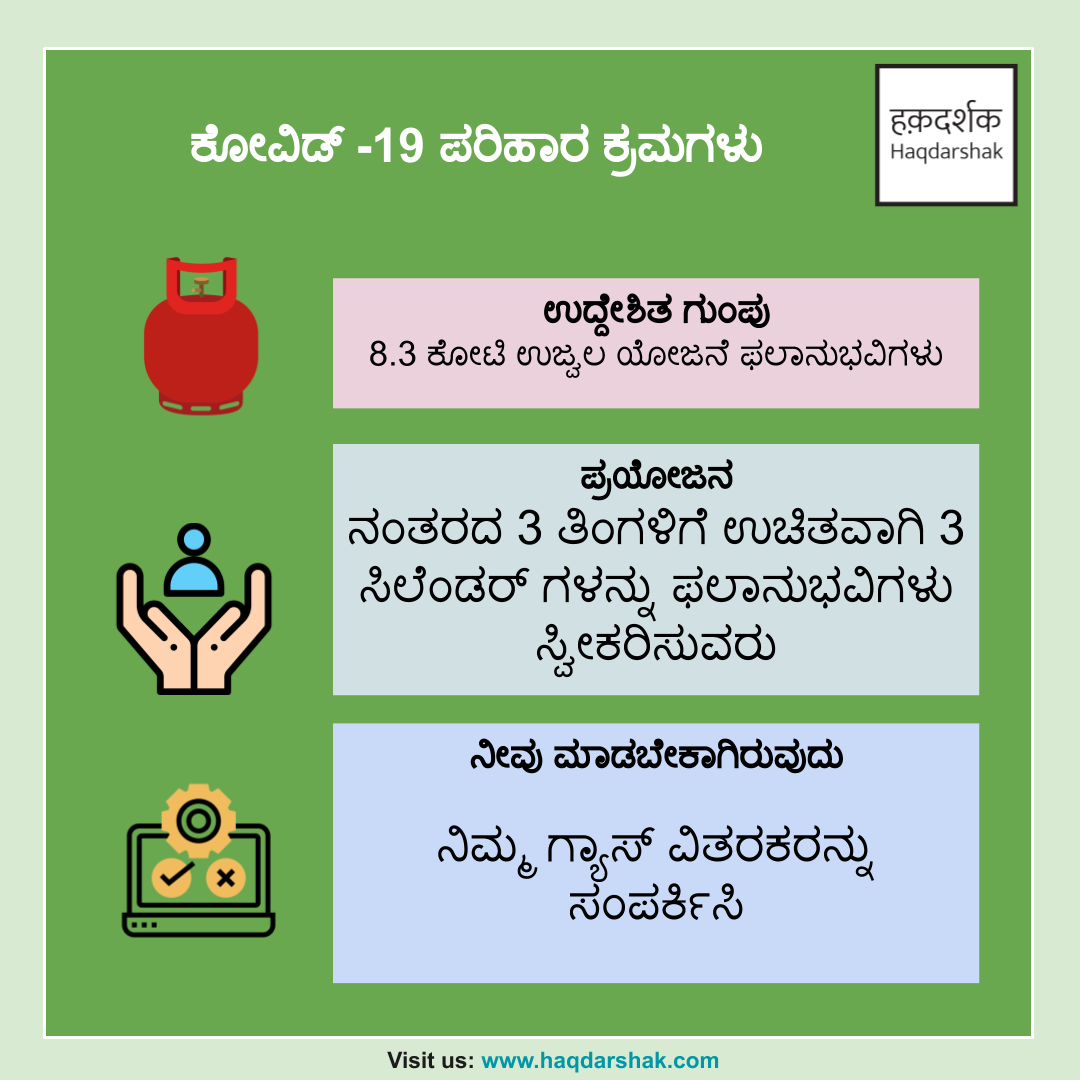 ಕೋವಿಡ್ -19 ಪರಿಹಾರ ಕ್ರಮಗಳು
हक़दर्शक
Haqdarshak
ಉದ್ದೇಶಿತ ಗುಂಪು
8.3 ಕೋಟಿ ಉಜ್ವಲ ಯೋಜನೆ ಫಲಾನುಭವಿಗಳು
ಪ್ರಯೋಜನ
ನಂತರದ 3 ತಿಂಗಳಿಗೆ ಉಚಿತವಾಗಿ 3
ಸಿಲೆಂಡರ್ ಗಳನ್ನು ಫಲಾನುಭವಿಗಳು
ಸ್ವೀಕರಿಸುವರು
ನೀವು ಮಾಡಬೇಕಾಗಿರುವುದು
ನಿಮ್ಮ ಗ್ಯಾಸ್ ವಿತರಕರನ್ನು
ಸಂಪರ್ಕಿಸಿ
Visit us: www.haqdarshak.com